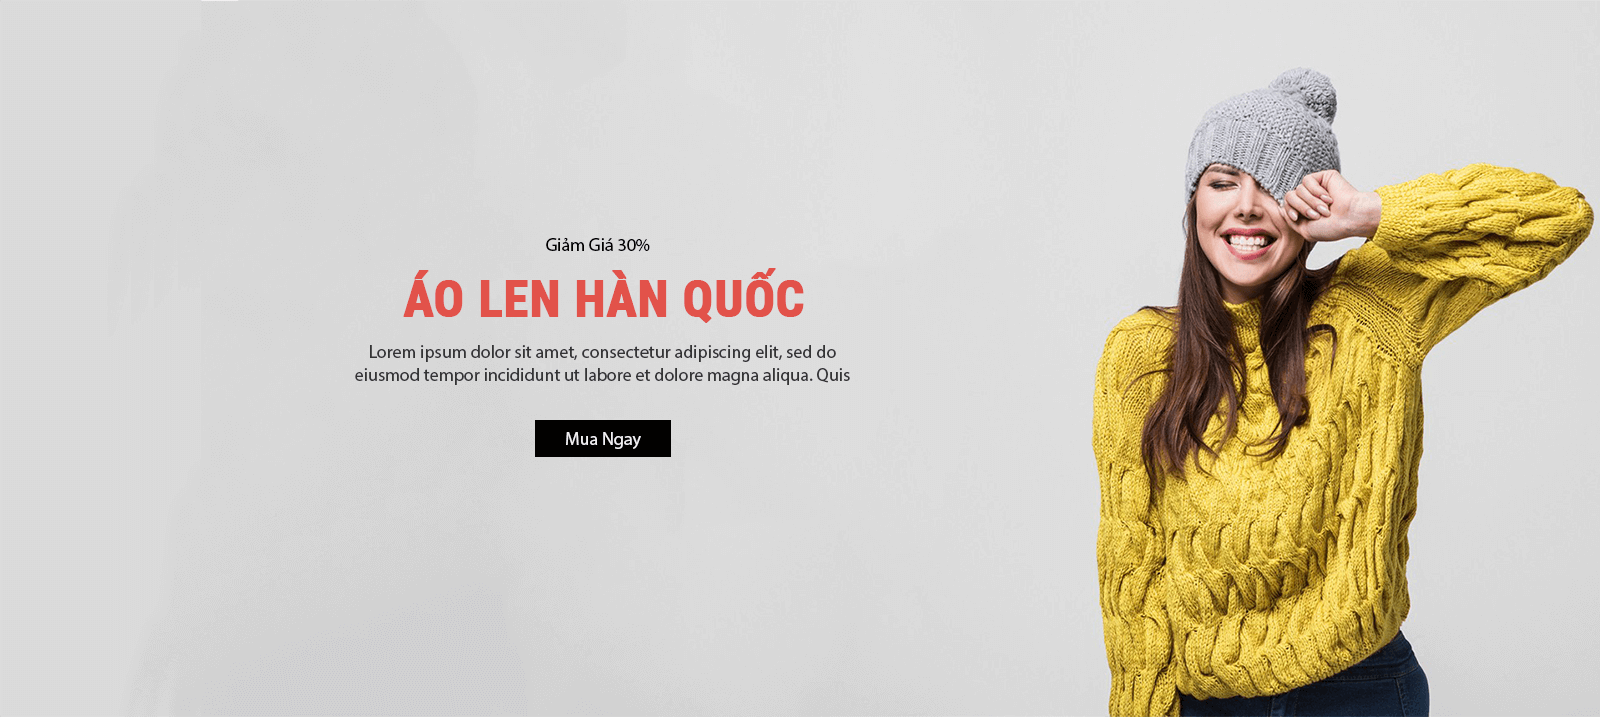 Giảm Giá 30%
ÁO LEN HÀN QUỐC
Lorem ipsum dolor sit amet, consectetur adipiscing elit, sed do
eiusmod tempor incididunt ut labore et dolore magna aliqua. Quis
Mua Ngay